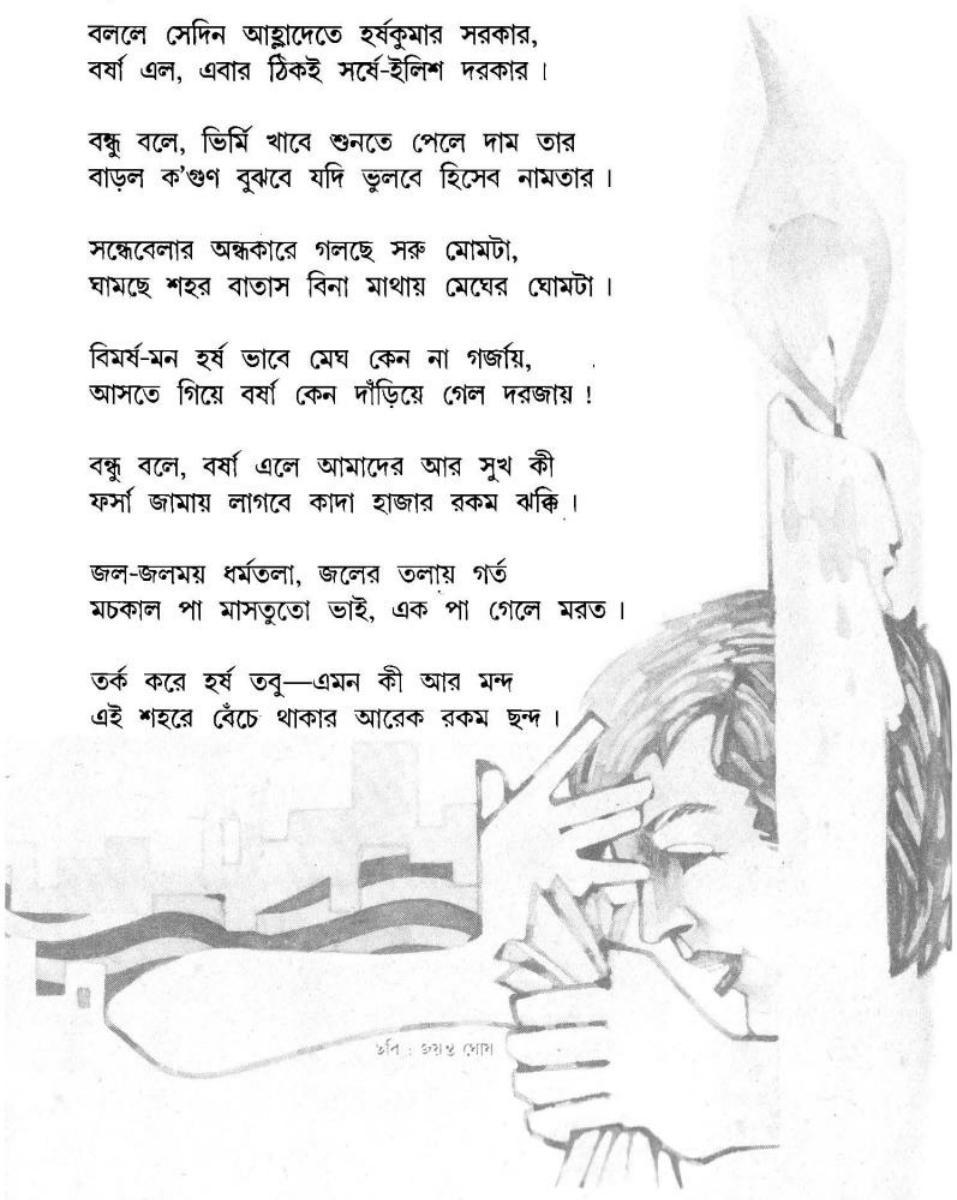 বললে সেদিন আহ্লাদেতে হর্ষকুমার সরকার,
বর্ষা এল, এবার ঠিকই সর্ষে-ইলিশ দরকার ।
বন্ধু বলে, ভির্মি খাবে শুনতে পেলে দাম তার
বাড়ল ক'গুণ বুঝবে যদি ভুলবে হিসেব নামতার ।
সন্ধেবেলার অন্ধকারে গলছে সরু মোমটা,
ঘামছে শহর বাতাস বিনা মাথায় মেঘের ঘোমটা ।
বিমর্ষ-মন হর্ষ ভাবে মেঘ কেন না গর্জায়,
আসতে গিয়ে বর্ষা কেন দাঁড়িয়ে গেল দরজায় !
বন্ধু বলে, বর্ষা এলে আমাদের আর সুখ কী
ফর্সা জামায় লাগবে কাদা হাজার রকম ঝক্কি ।
জল-জলময় ধর্মতলা, জলের তলায় গর্ত
মচকাল পা মাসতুতো ভাই, এক পা গেলে মরত ।
তর্ক করে হর্ষ তবু—এমন কী আর মন্দ
এই শহরে বেঁচে থাকার আরেক রকম ছন্দ ।
ছবি : জয়ন্ত ঘোষ